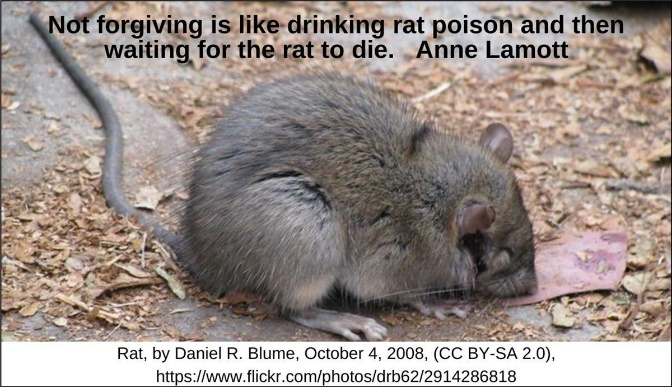 Not forgiving is like drinking rat poison and then
waiting for the rat to die.   Anne Lamott
Rat, by Daniel R. Blume, October 4, 2008, (CC BY-SA 2.0),
https://www.flickr.com/photos/drb62/2914286818